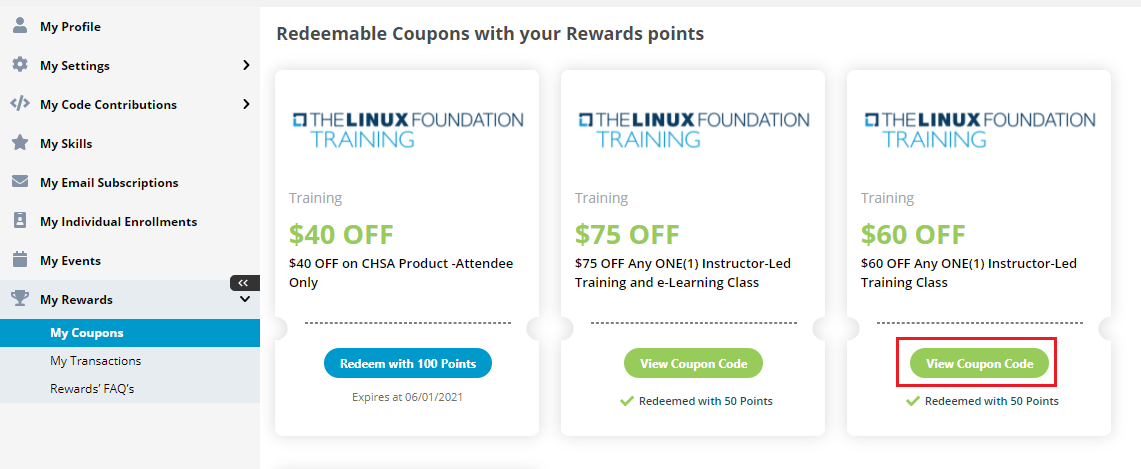 My Profile
My Settings
My Code Contributions
My Skills
My Email Subscriptions
My Individual Enrollments
My Events
My Rewards
My Coupons
My Transactions
Rewards' FAQ's
Redeemable Coupons with your Rewards points
THE LINUX FOUNDATION
TRAINING
Training
$40 OFF
$40 OFF on CHSA Product -Attendee
Only
Redeem with 100 Points
Expires at 06/01/2021
THE LINUX FOUNDATION
TRAINING
Training
$75 OFF
$75 OFF Any ONE(1) Instructor-Led
Training and e-Learning Class
View Coupon Code
Redeemed with 50 Points
THE LINUX FOUNDATION
TRAINING
Training
$60 OFF
$60 OFF Any ONE(1) Instructor-Led
Training Class
View Coupon Code
Redeemed with 50 Points